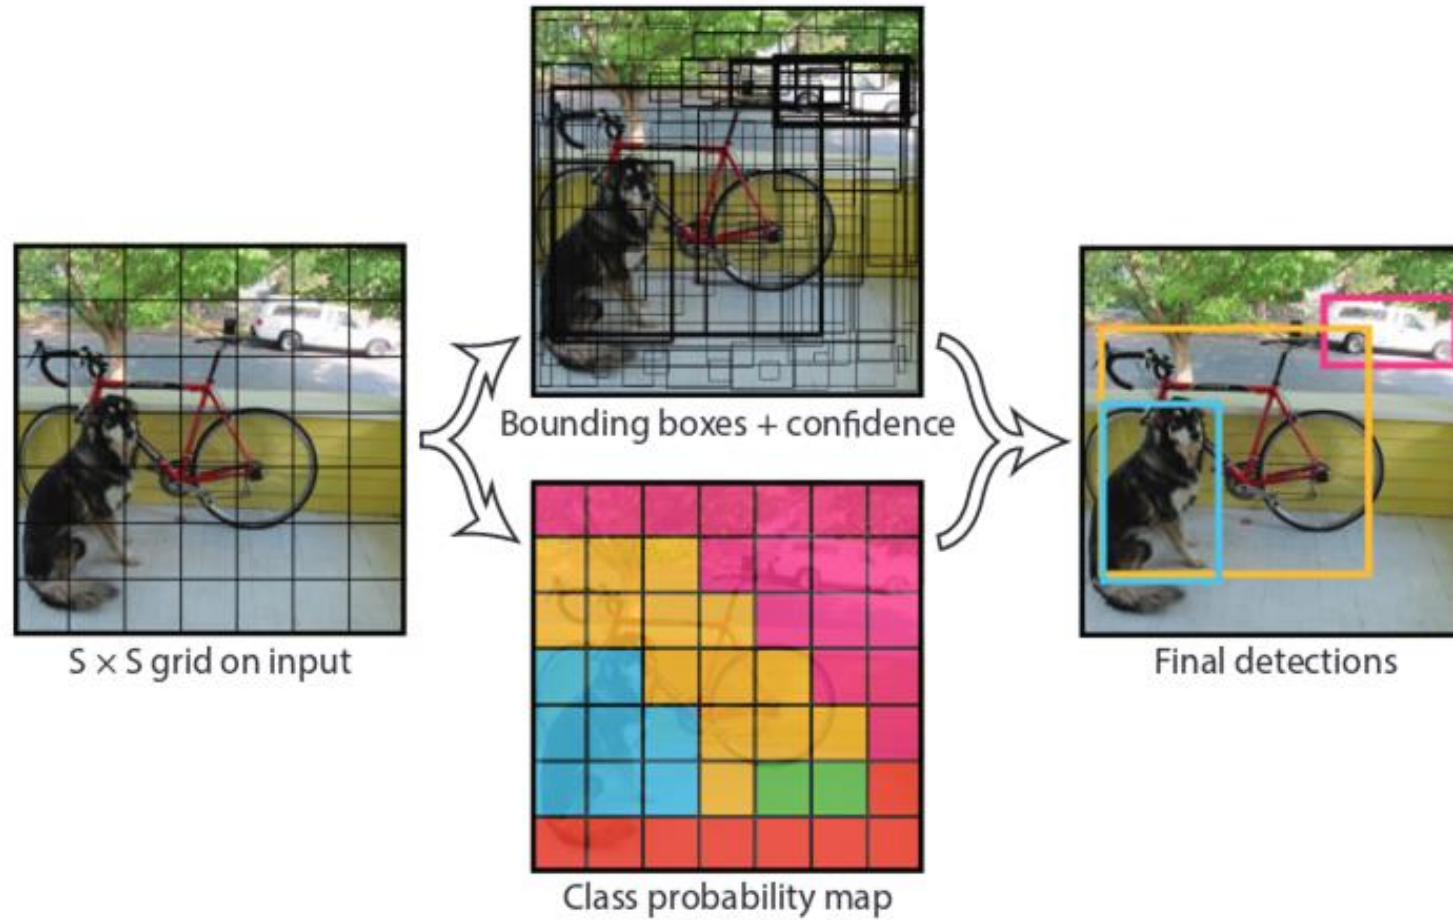 S × S grid on input
Bounding boxes + confidence
Class probability map
Final detections